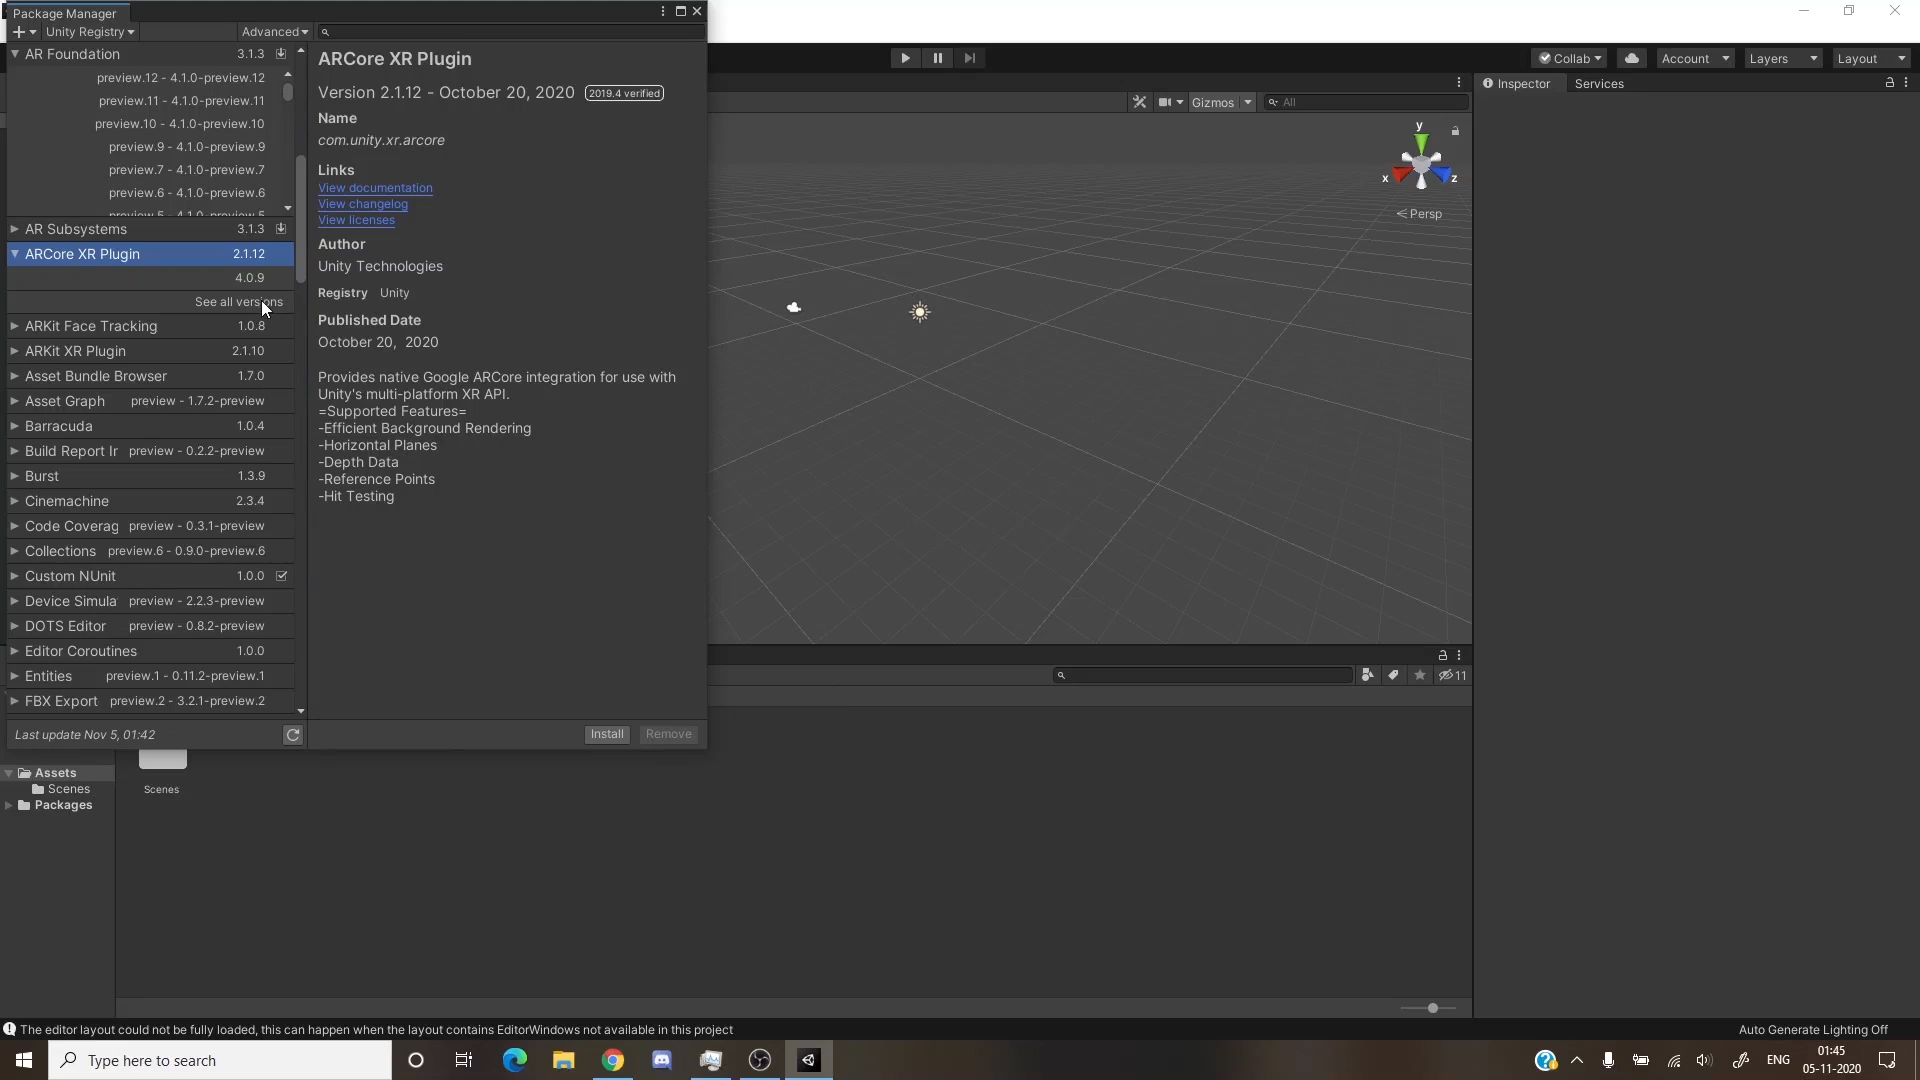 Package Manager
Unity Registry
Advanced
AR Foundation 3.1.3
preview.12 - 4.1.0-preview.12
preview.11 - 4.1.0-preview.11
preview.10 - 4.1.0-preview.10
preview.9 - 4.1.0-preview.9
preview.7 - 4.1.0-preview.7
preview.6 - 4.1.0-preview.6
preview.5 - 4.1.0-preview.5
AR Subsystems 3.1.3
ARCore XR Plugin 2.1.12
4.0.9
See all versions
ARKit Face Tracking 1.0.8
ARKit XR Plugin 2.1.10
Asset Bundle Browser 1.7.0
Asset Graph preview - 1.7.2-preview
Barracuda 1.0.4
Build Report Ir preview - 0.2.2-preview
Burst 1.3.9
Cinemachine 2.3.4
Code Coverag preview - 0.3.1-preview
Collections preview.6 - 0.9.0-preview.6
Custom NUnit 1.0.0
Device Simula preview - 2.2.3-preview
DOTS Editor preview - 0.8.2-preview
Editor Coroutines 1.0.0
Entities preview.1 - 0.11.2-preview.1
FBX Export preview.2 - 3.2.1-preview.2
Last update Nov 5, 01:42
ARCore XR Plugin
Version 2.1.12 - October 20, 2020 2019.4 verified
Name
com.unity.xr.arcore
Links
View documentation
View changelog
View licenses
Author
Unity Technologies
Registry Unity
Published Date
October 20, 2020
Provides native Google ARCore integration for use with
Unity's multi-platform XR API.
=Supported Features=
-Efficient Background Rendering
-Horizontal Planes
-Depth Data
-Reference Points
-Hit Testing
Install Remove
Collab
Account
Layers
Layout
Gizmos
All
y
x
z
Persp
11
Inspector
Services
Assets
Scenes
Packages
Scenes
The editor layout could not be fully loaded, this can happen when the layout contains EditorWindows not available in this project
Auto Generate Lighting Off
Type here to search
ENG
01:45
05-11-2020